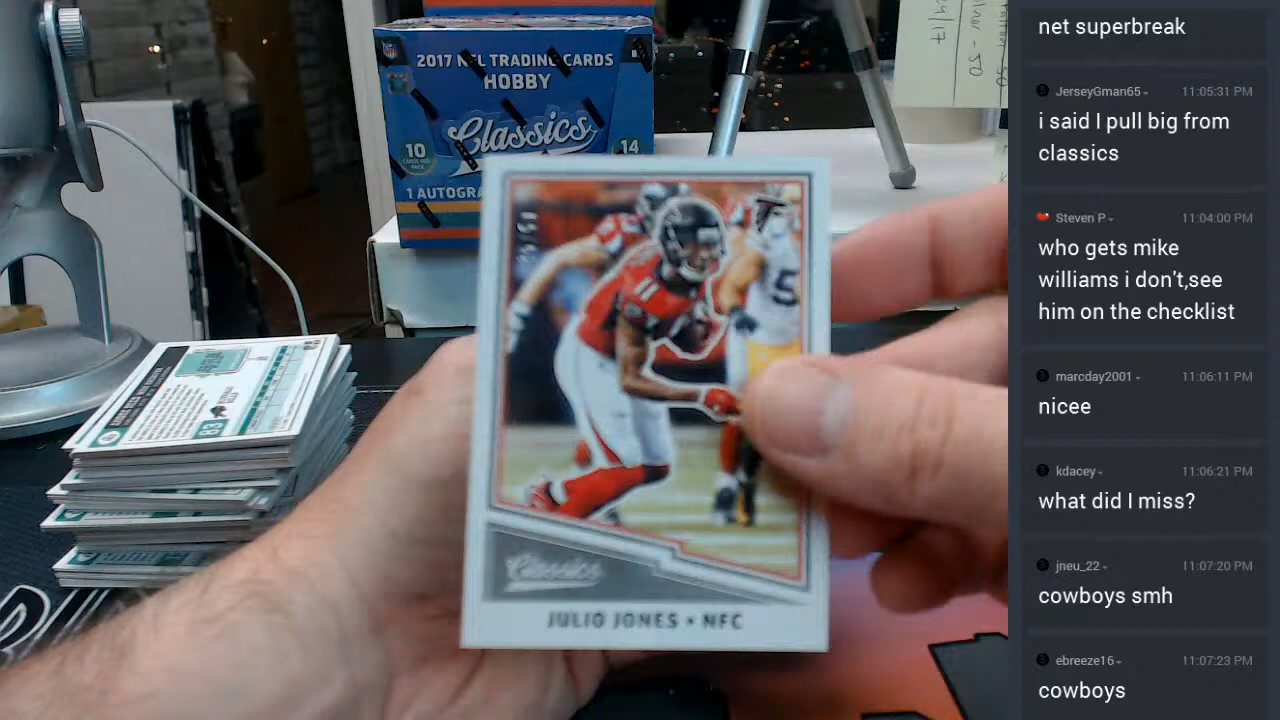 2017 NFL TRADING CARDS
HOBBY
Classics
10
14
1 AUTOGRA
11
Classics
JULIO JONES • NFC
83
net superbreak
JerseyGman65
11:05:31 PM
i said I pull big from
classics
Steven P
11:04:00 PM
who gets mike
williams i don't,see
him on the checklist
marcday2001
11:06:11 PM
nicee
kdacey
11:06:21 PM
what did I miss?
jneu_22
11:07:20 PM
cowboys smh
ebreeze16
11:07:23 PM
cowboys